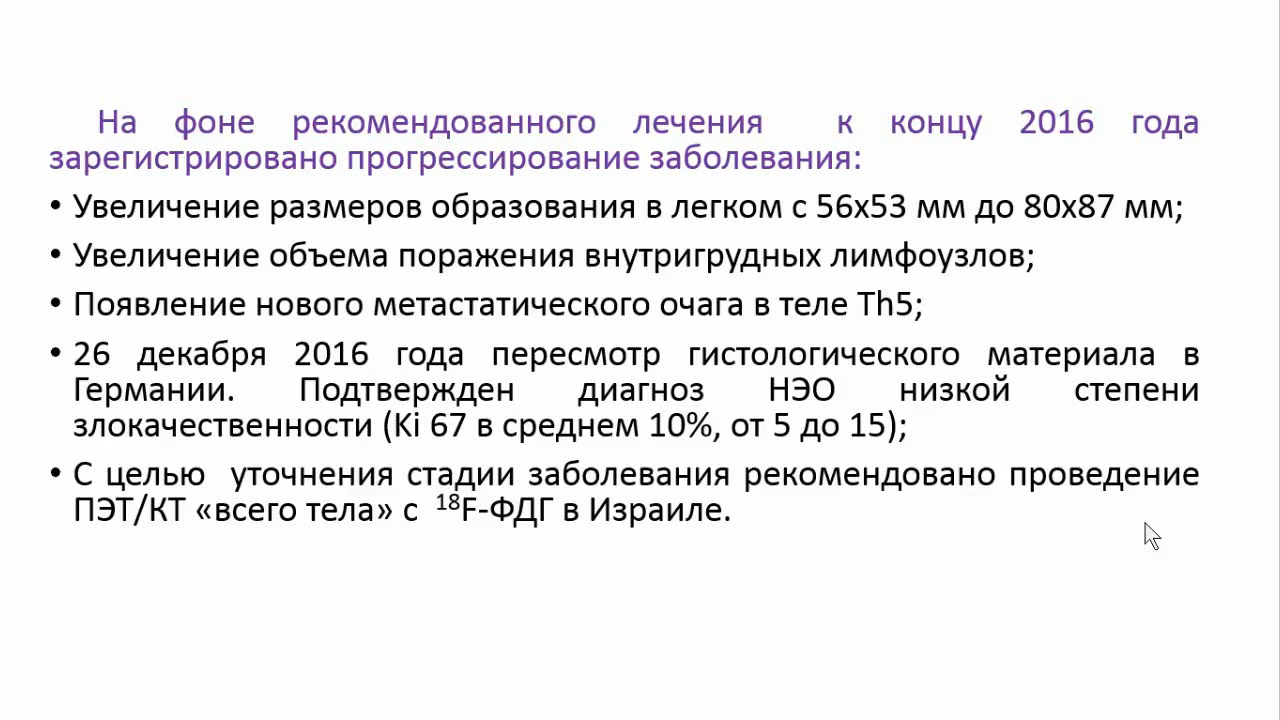 На фоне рекомендованного лечения к концу 2016 года
зарегистрировано прогрессирование заболевания:
• Увеличение размеров образования в легком с 56х53 мм до 80х87 мм;
• Увеличение объема поражения внутригрудных лимфоузлов;
• Появление нового метастатического очага в теле Th5;
• 26 декабря 2016 года пересмотр гистологического материала в
Германии. Подтвержден диагноз НЭО низкой степени
злокачественности (Ki 67 в среднем 10%, от 5 до 15);
• С целью уточнения стадии заболевания рекомендовано проведение
ПЭТ/КТ «всего тела» с ¹⁸F-ФДГ в Израиле.